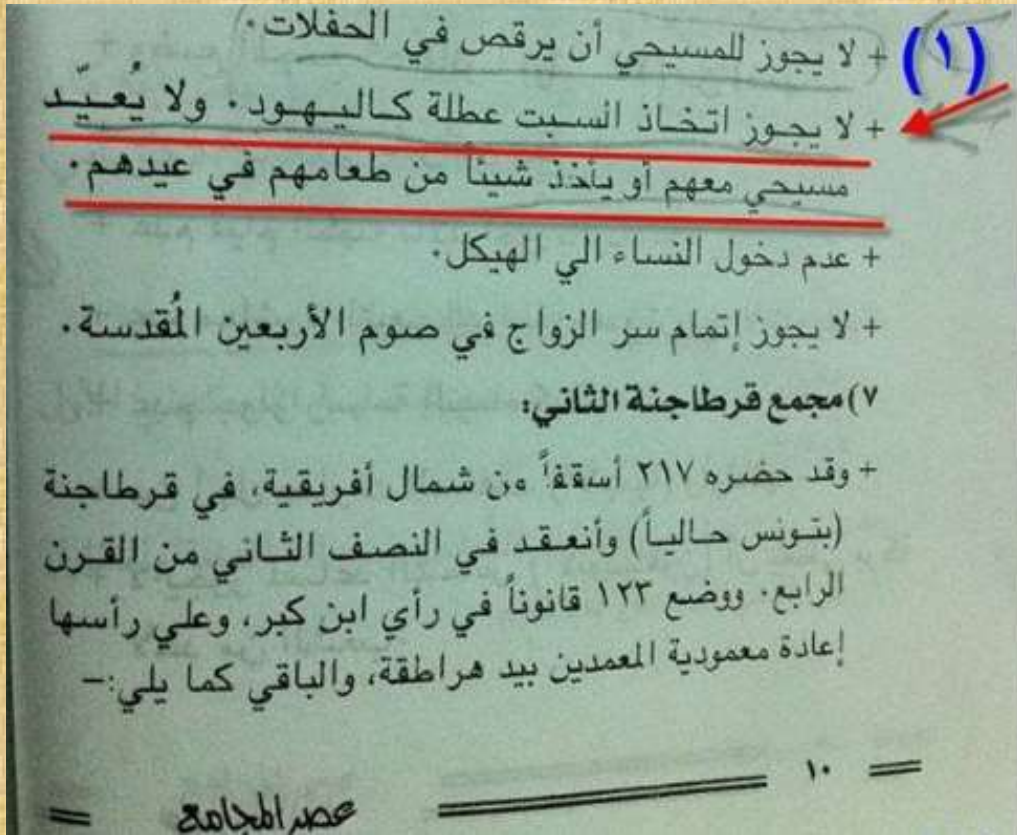 (١)
+ لا يجوز للمسيحي أن يرقص في الحفلات.
+ لا يجوز اتخاذ السبت عطلة كاليهود. ولا يُعيّد
مسيحي معهم أو يأخذ شيئاً من طعامهم في عيدهم.
+ عدم دخول النساء الي الهيكل.
+ لا يجوز إتمام سر الزواج في صوم الأربعين المُقدسة.
٧) مجمع قرطاجنة الثاني:
+ وقد حضره ٢١٧ أسقفاً من شمال أفريقية، في قرطاجنة
(بتونس حالياً) وأنعقد في النصف الثاني من القرن
الرابع. ووضع ١٢٣ قانوناً في رأي ابن كبر، وعلي رأسها
إعادة معمودية المعمدين بيد هراطقة، والباقي كما يلي:-
١٠
عصر المجامع